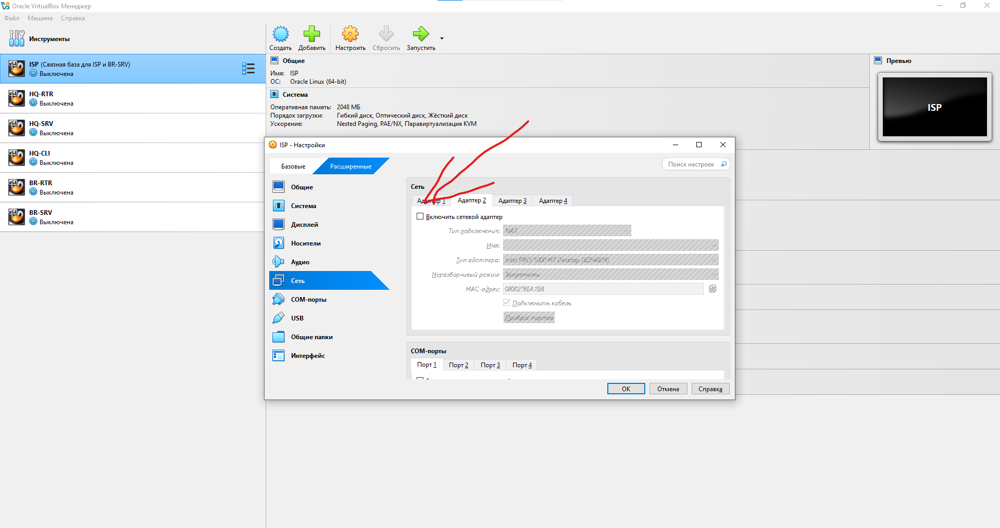 Oracle VirtualBox Менеджер
Файл Машина Справка
Инструменты
Создать Добавить Настроить Сбросить Запустить
x64 ISP (Связная база для ISP и BR-SRV)
Выключена
x64 HQ-RTR
Выключена
x64 HQ-SRV
Выключена
x64 HQ-CLI
Выключена
x64 BR-RTR
Выключена
x64 BR-SRV
Выключена
Общие
Имя: ISP
ОС: Oracle Linux (64-bit)
Система
Оперативная память: 2048 МБ
Порядок загрузки: Гибкий диск, Оптический диск, Жёсткий диск
Ускорение: Nested Paging, PAE/NX, Паравиртуализация KVM
Превью
ISP
ISP - Настройки
Базовые Расширенные
Поиск настроек
Общие
Система
Дисплей
Носители
Аудио
Сеть
COM-порты
USB
Общие папки
Интерфейс
Сеть
Адаптер 1 Адаптер 2 Адаптер 3 Адаптер 4
Включить сетевой адаптер
Тип подключения: NAT
Имя:
Тип адаптера: Intel PRO/1000 MT Desktop (82540EM)
Неразборчивый режим: Запретить
MAC-адрес: 0800276EA1B8
Подключить кабель
Проброс портов
COM-порты
Порт 1 Порт 2 Порт 3 Порт 4
OK Отмена Справка